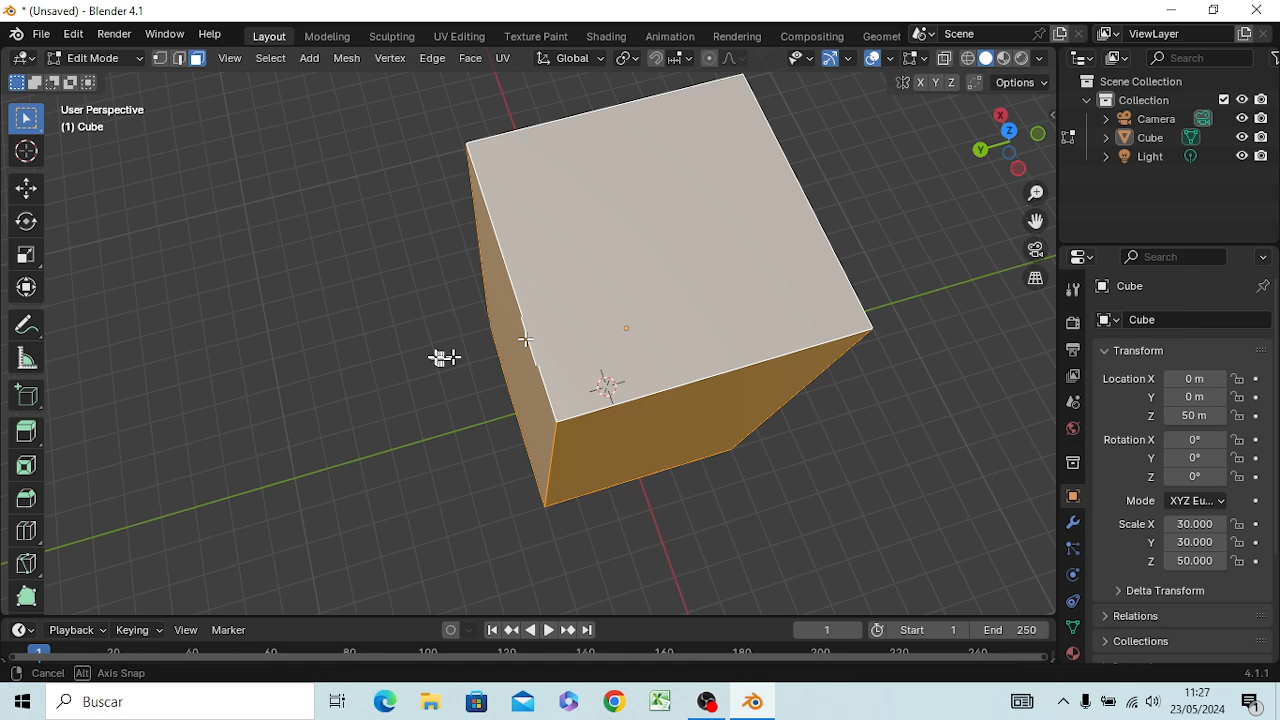 * (Unsaved) - Blender 4.1
File Edit Render Window Help Layout Modeling Sculpting UV Editing Texture Paint Shading Animation Rendering Compositing Geomet Scene ViewLayer
Edit Mode View Select Add Mesh Vertex Edge Face UV Global Search
X Y Z Options
User Perspective
(1) Cube
Scene Collection
Collection
Camera
Cube
Light
X
Y
Z
Search
Cube
Cube
Transform
Location X 0 m
Y 0 m
Z 50 m
Rotation X 0°
Y 0°
Z 0°
Mode XYZ Eu...
Scale X 30.000
Y 30.000
Z 50.000
Delta Transform
Relations
Collections
Playback Keying View Marker 1 Start 1 End 250
1 20 40 60 80 100 120 140 160 180 200 220 240
Cancel Alt Axis Snap 4.1.1
Buscar
11:27
23/05/2024
1